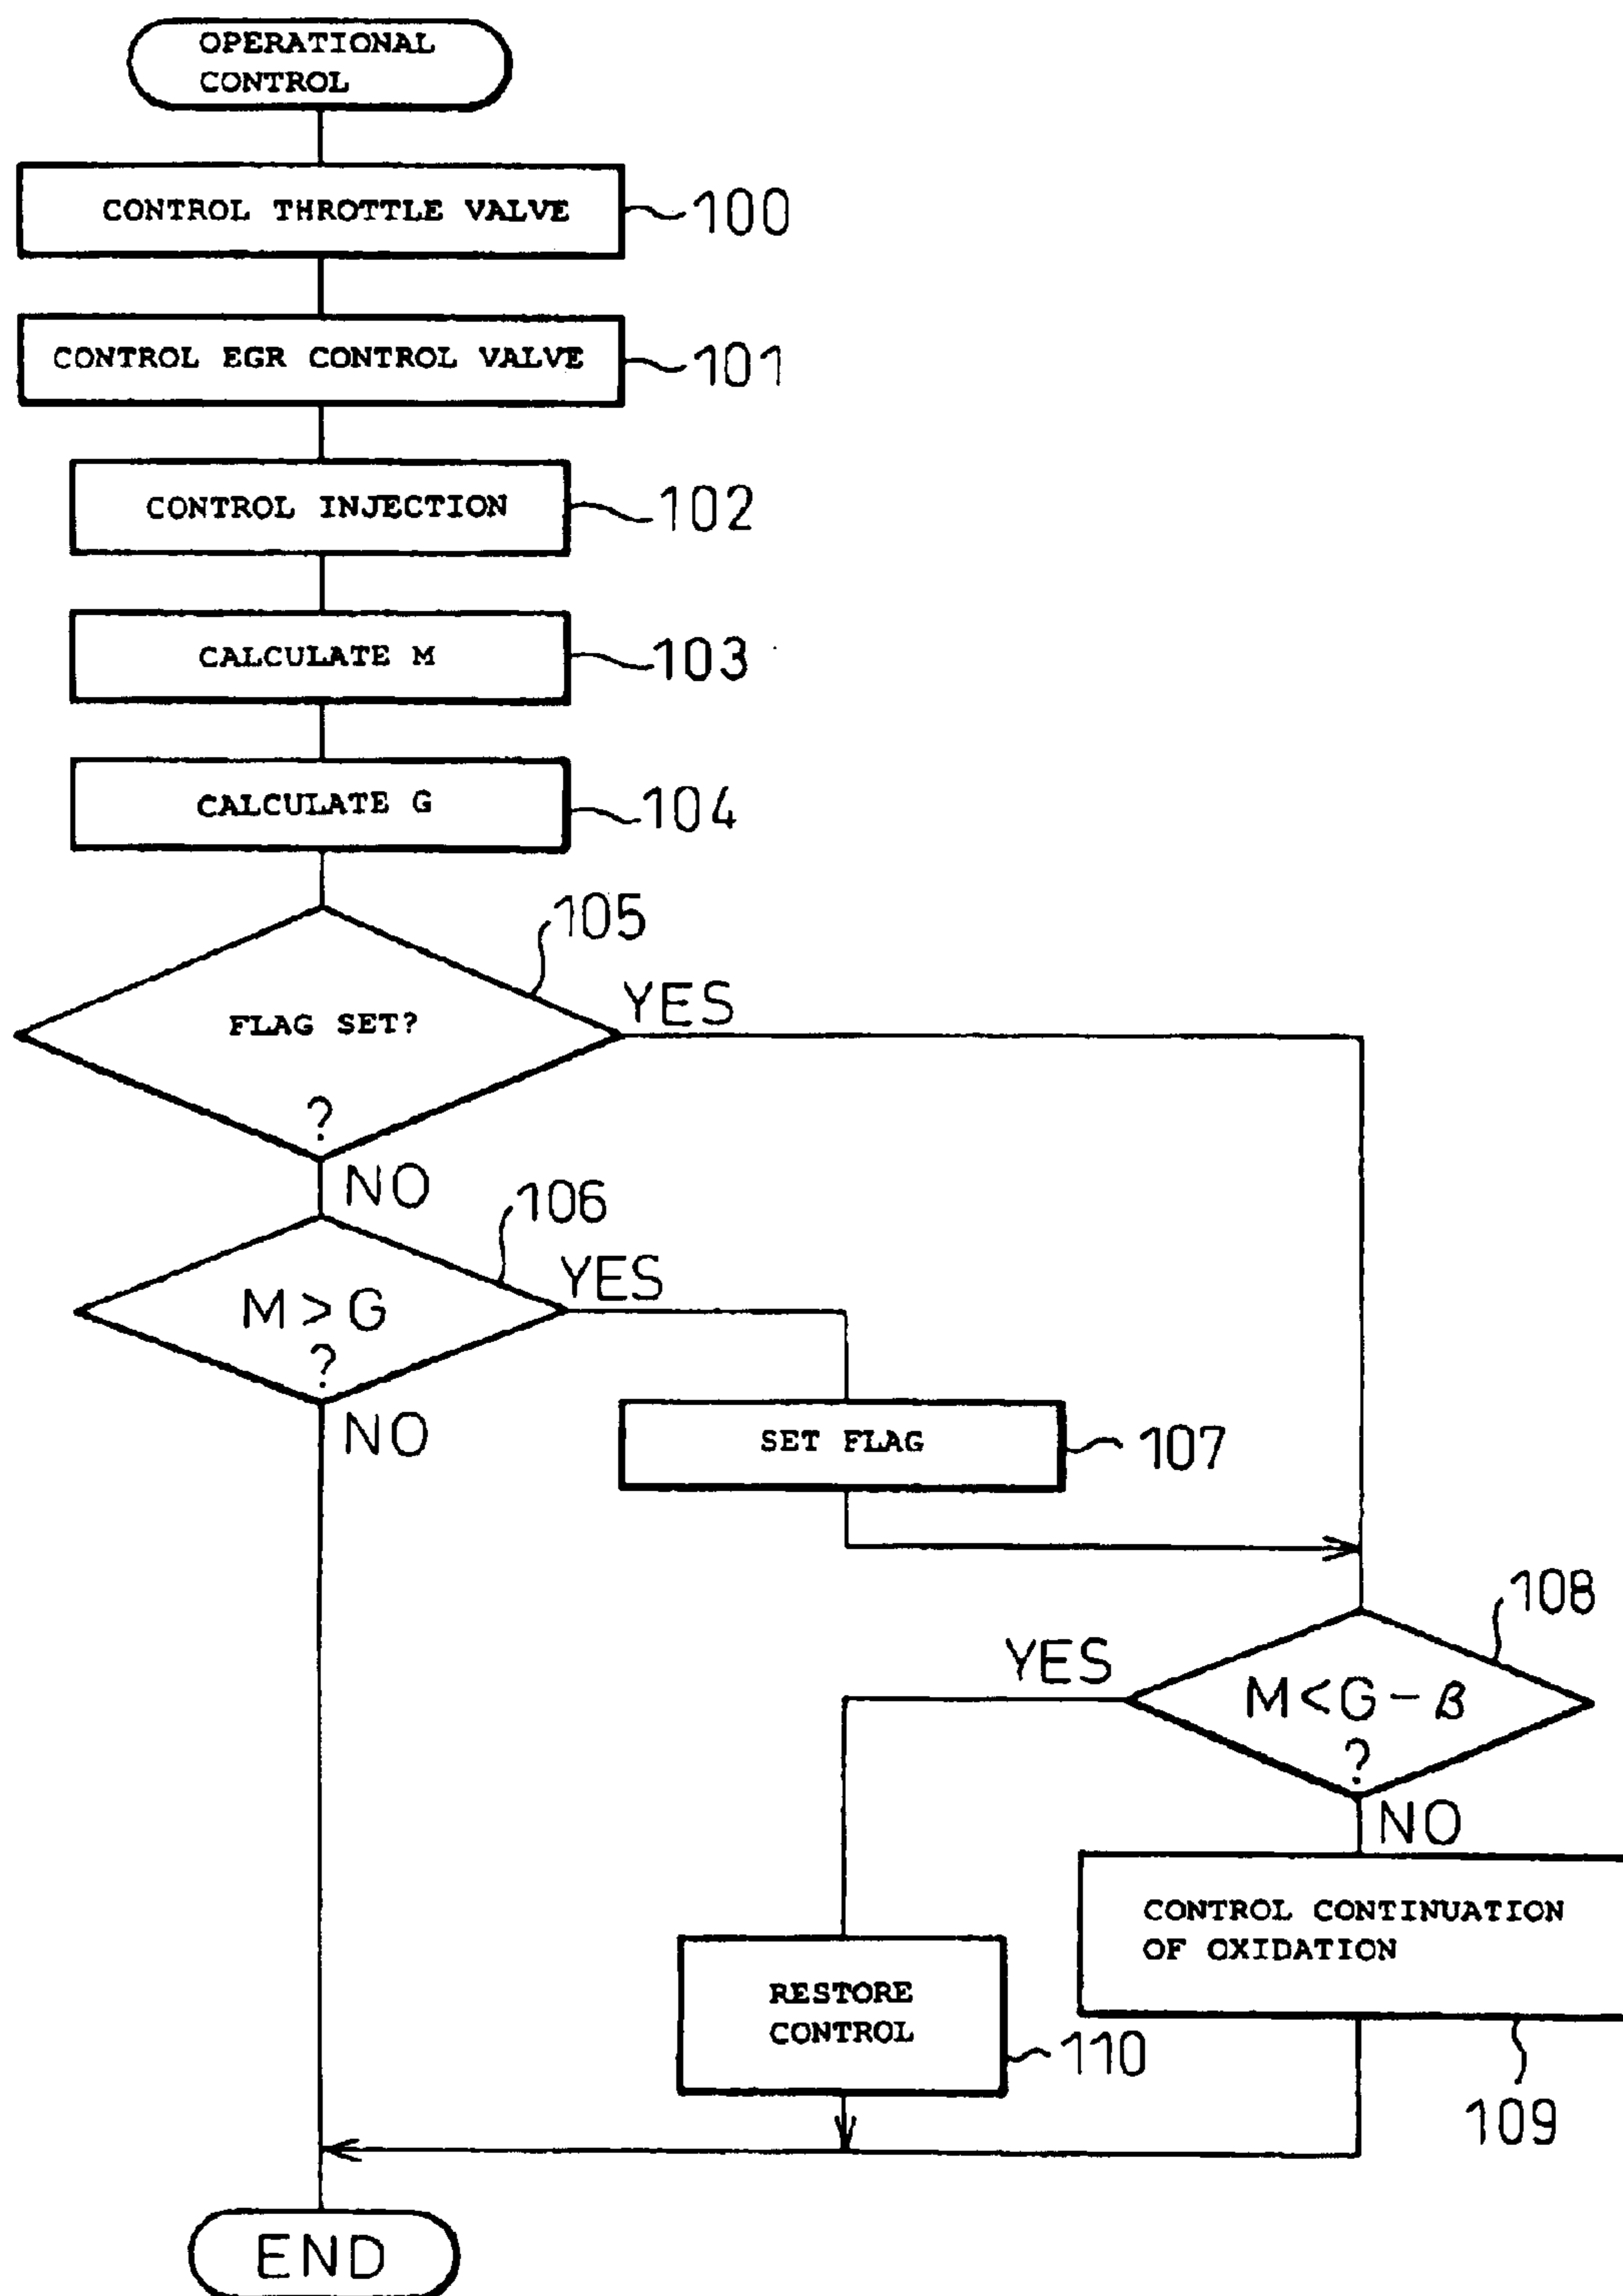 OPERATIONAL
CONTROL
CONTROL THROTTLE VALVE
100
CONTROL EGR CONTROL VALVE
101
CONTROL INJECTION
102
CALCULATE M
103
CALCULATE G
104
105
FLAG SET?
?
YES
NO
106
M > G
?
YES
NO
SET FLAG
107
108
M < G - β
?
YES
NO
CONTROL CONTINUATION
OF OXIDATION
109
RESTORE
CONTROL
110
END